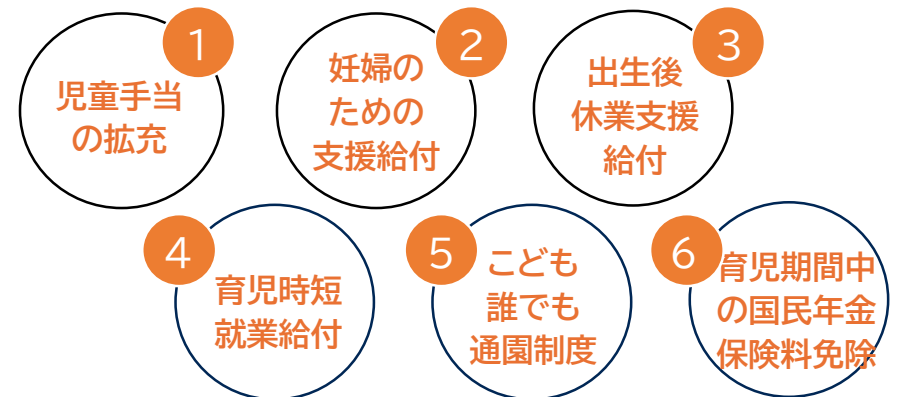 1
児童手当
の拡充
2
妊婦の
ための
支援給付
3
出生後
休業支援
給付
4
育児時短
就業給付
5
こども
誰でも
通園制度
6
育児期間中
の国民年金
保険料免除